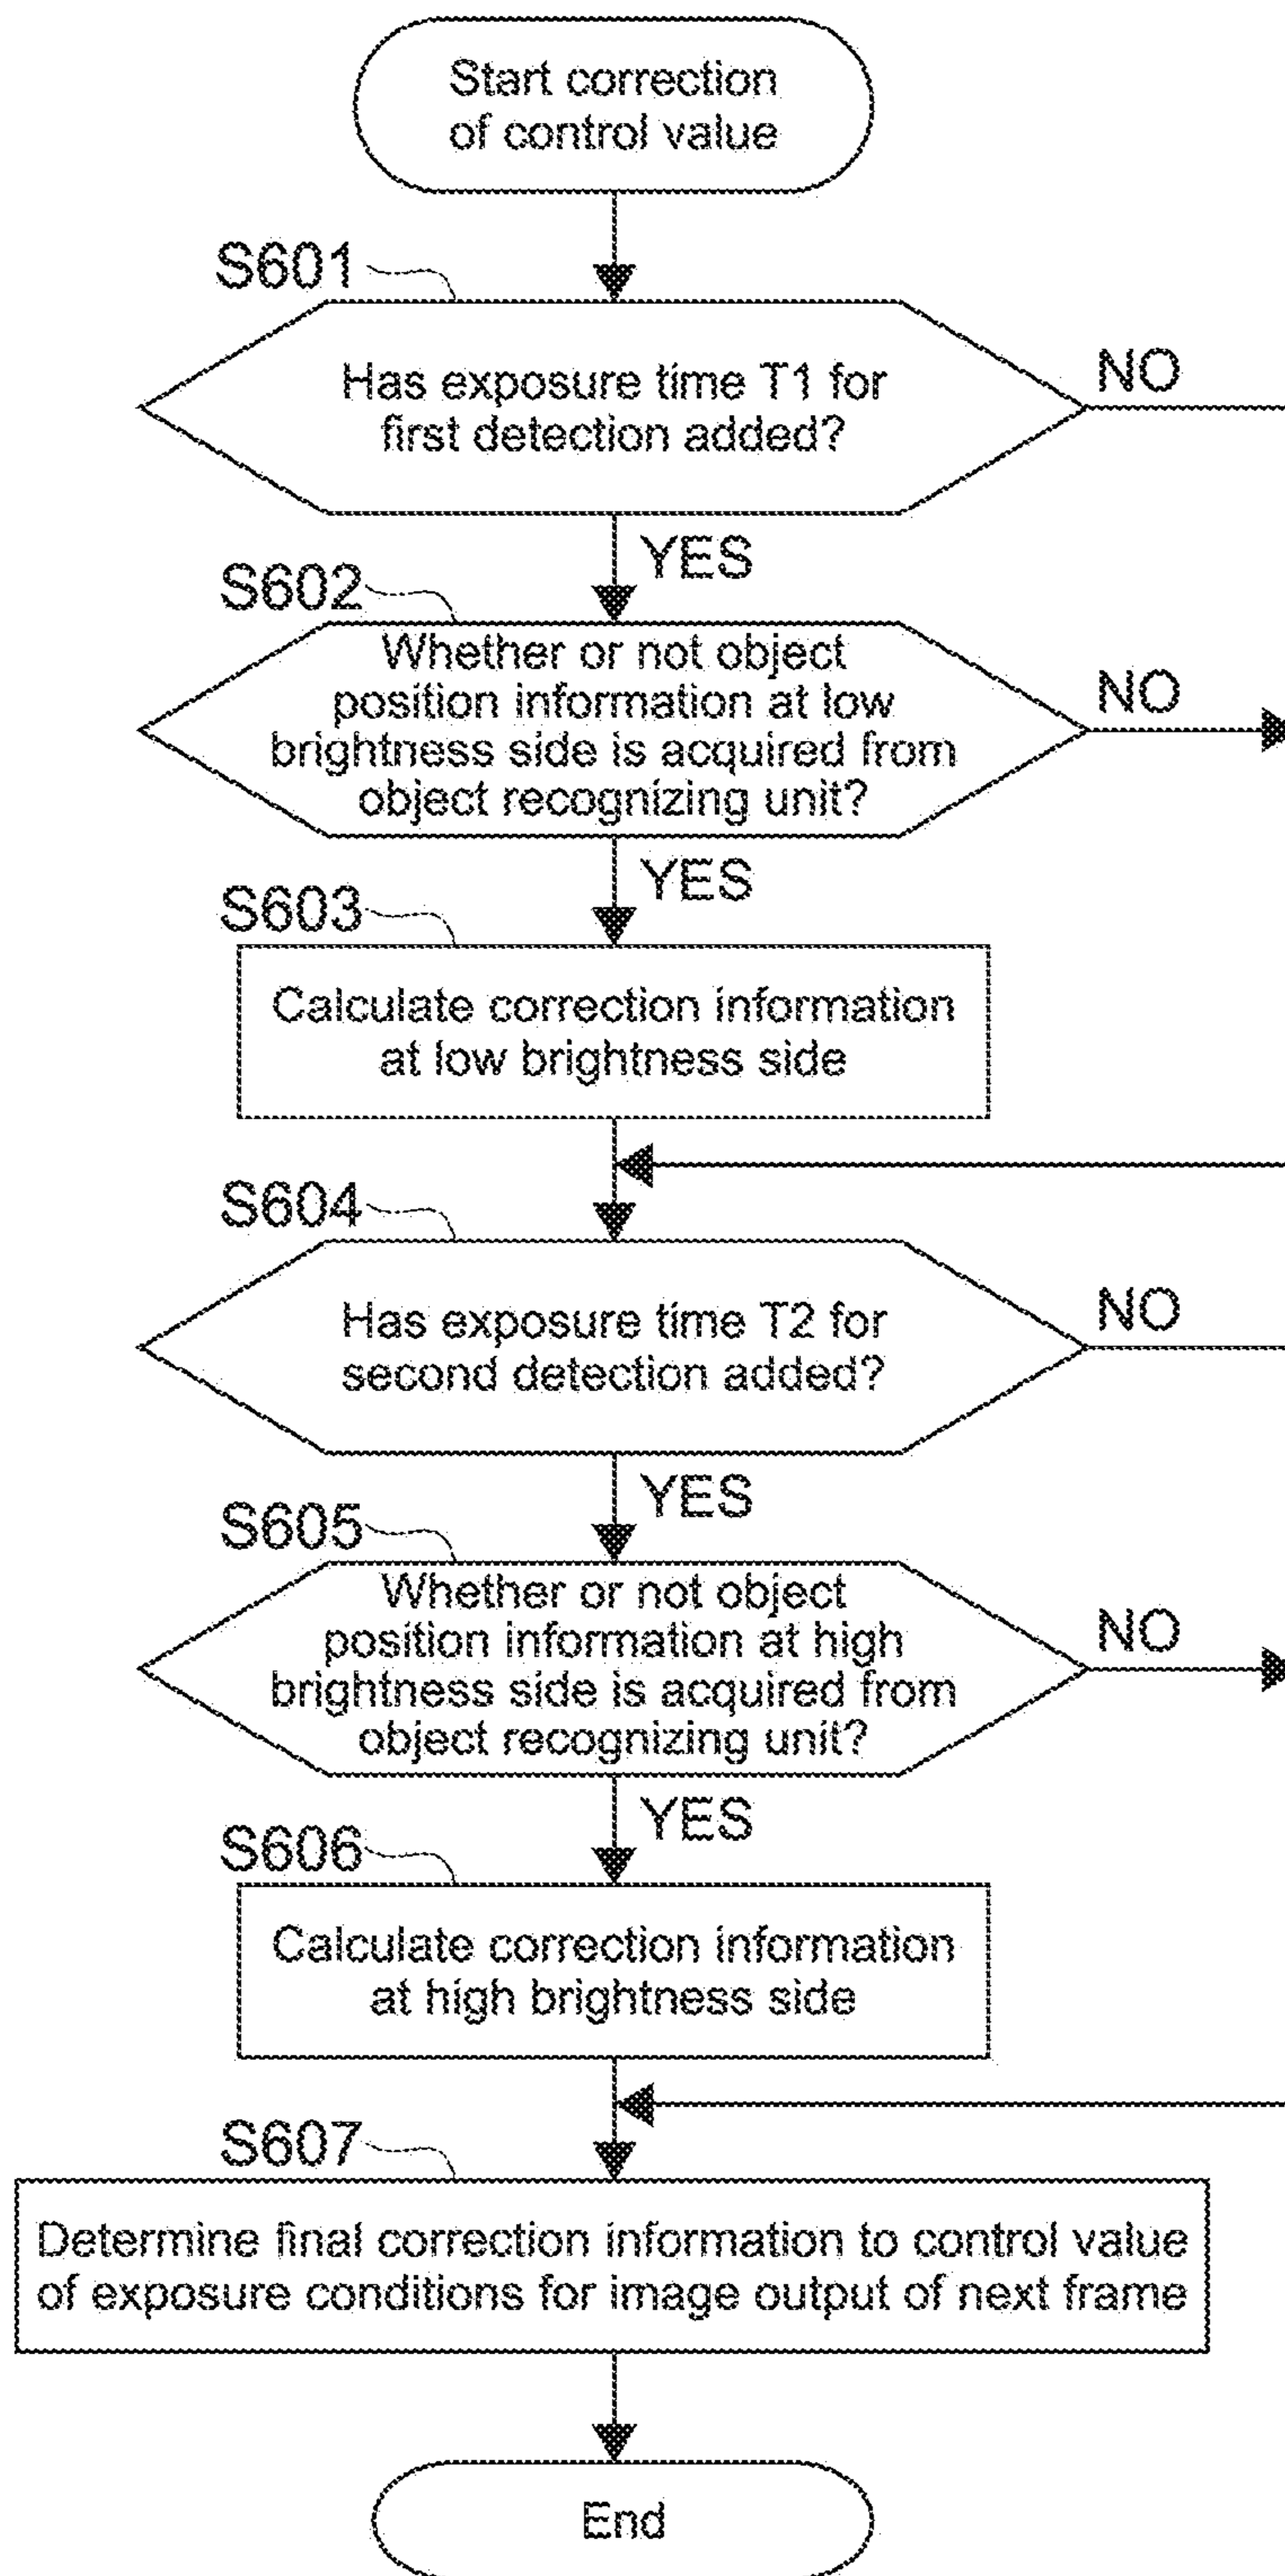 Start correction
of control value
S601
Has exposure time T1 for
first detection added?
NO
YES
S602
Whether or not object
position information at low
brightness side is acquired from
object recognizing unit?
NO
YES
S603
Calculate correction information
at low brightness side
S604
Has exposure time T2 for
second detection added?
NO
YES
S605
Whether or not object
position information at high
brightness side is acquired from
object recognizing unit?
NO
YES
S606
Calculate correction information
at high brightness side
S607
Determine final correction information to control value
of exposure conditions for image output of next frame
End